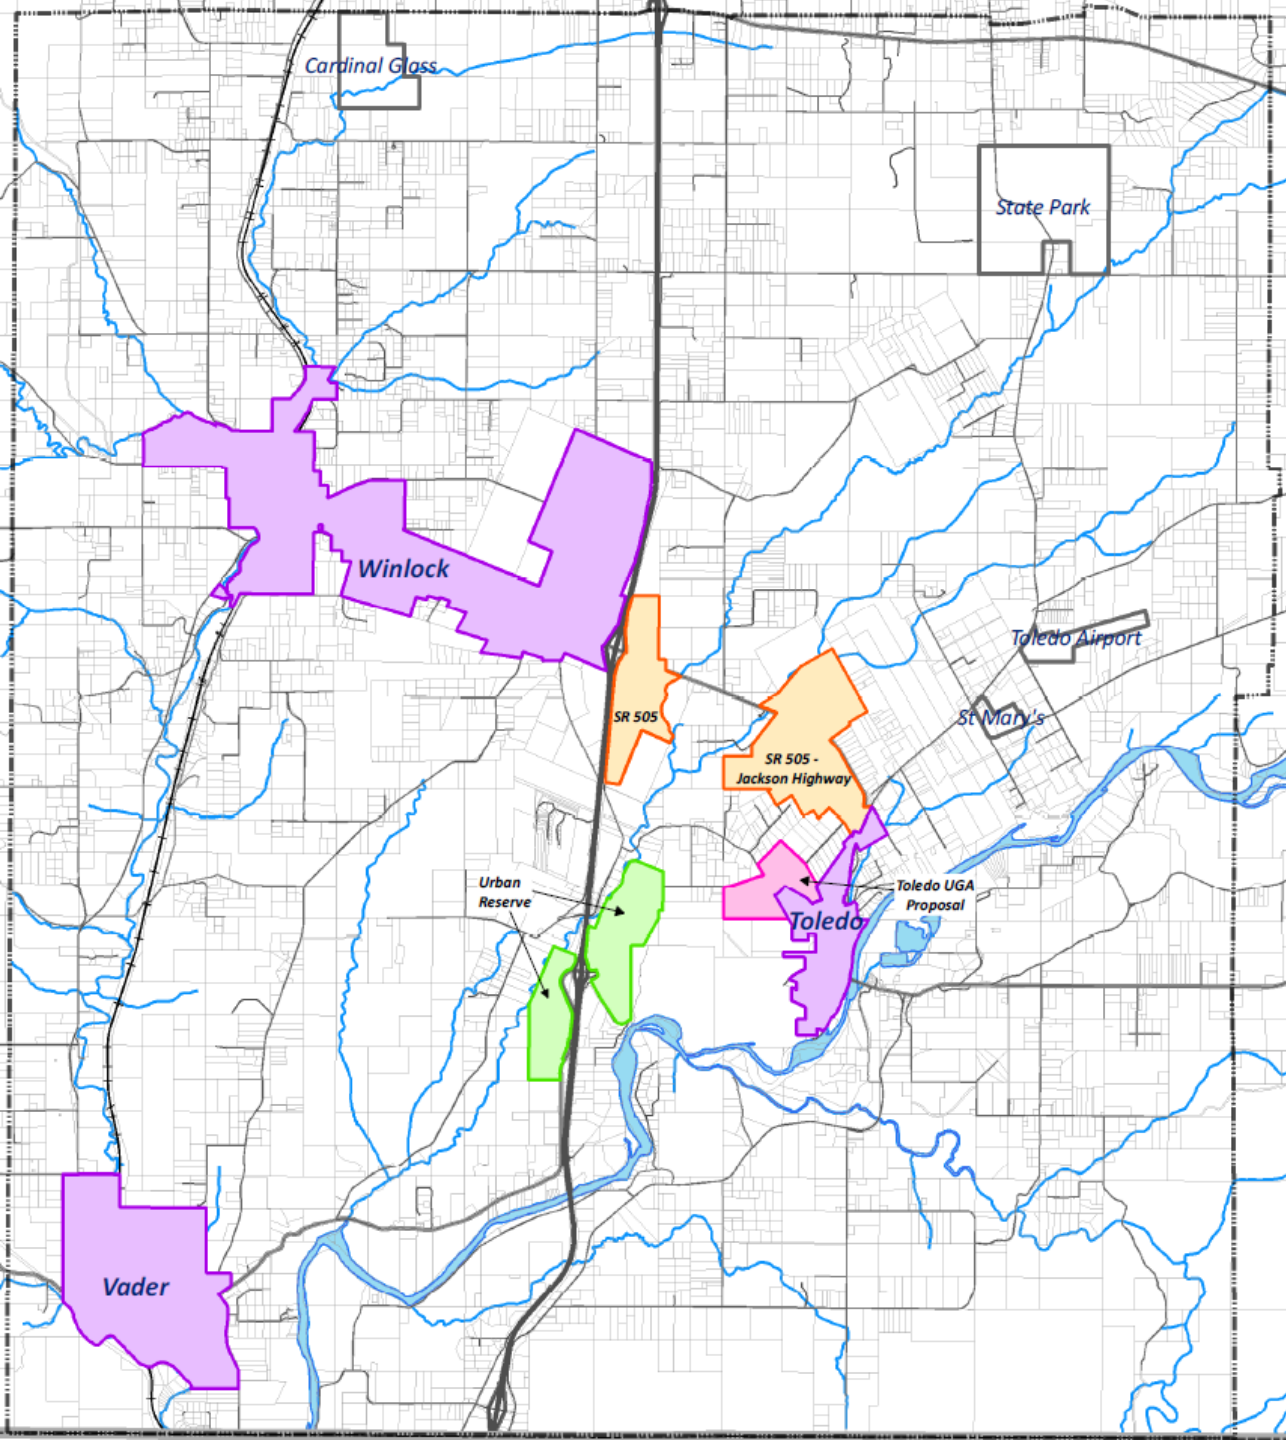 Cardinal Glass
State Park
Winlock
Toledo Airport
SR 505
St Mary's
SR 505 -
Jackson Highway
Urban
Reserve
Toledo UGA
Proposal
Toledo
Vader